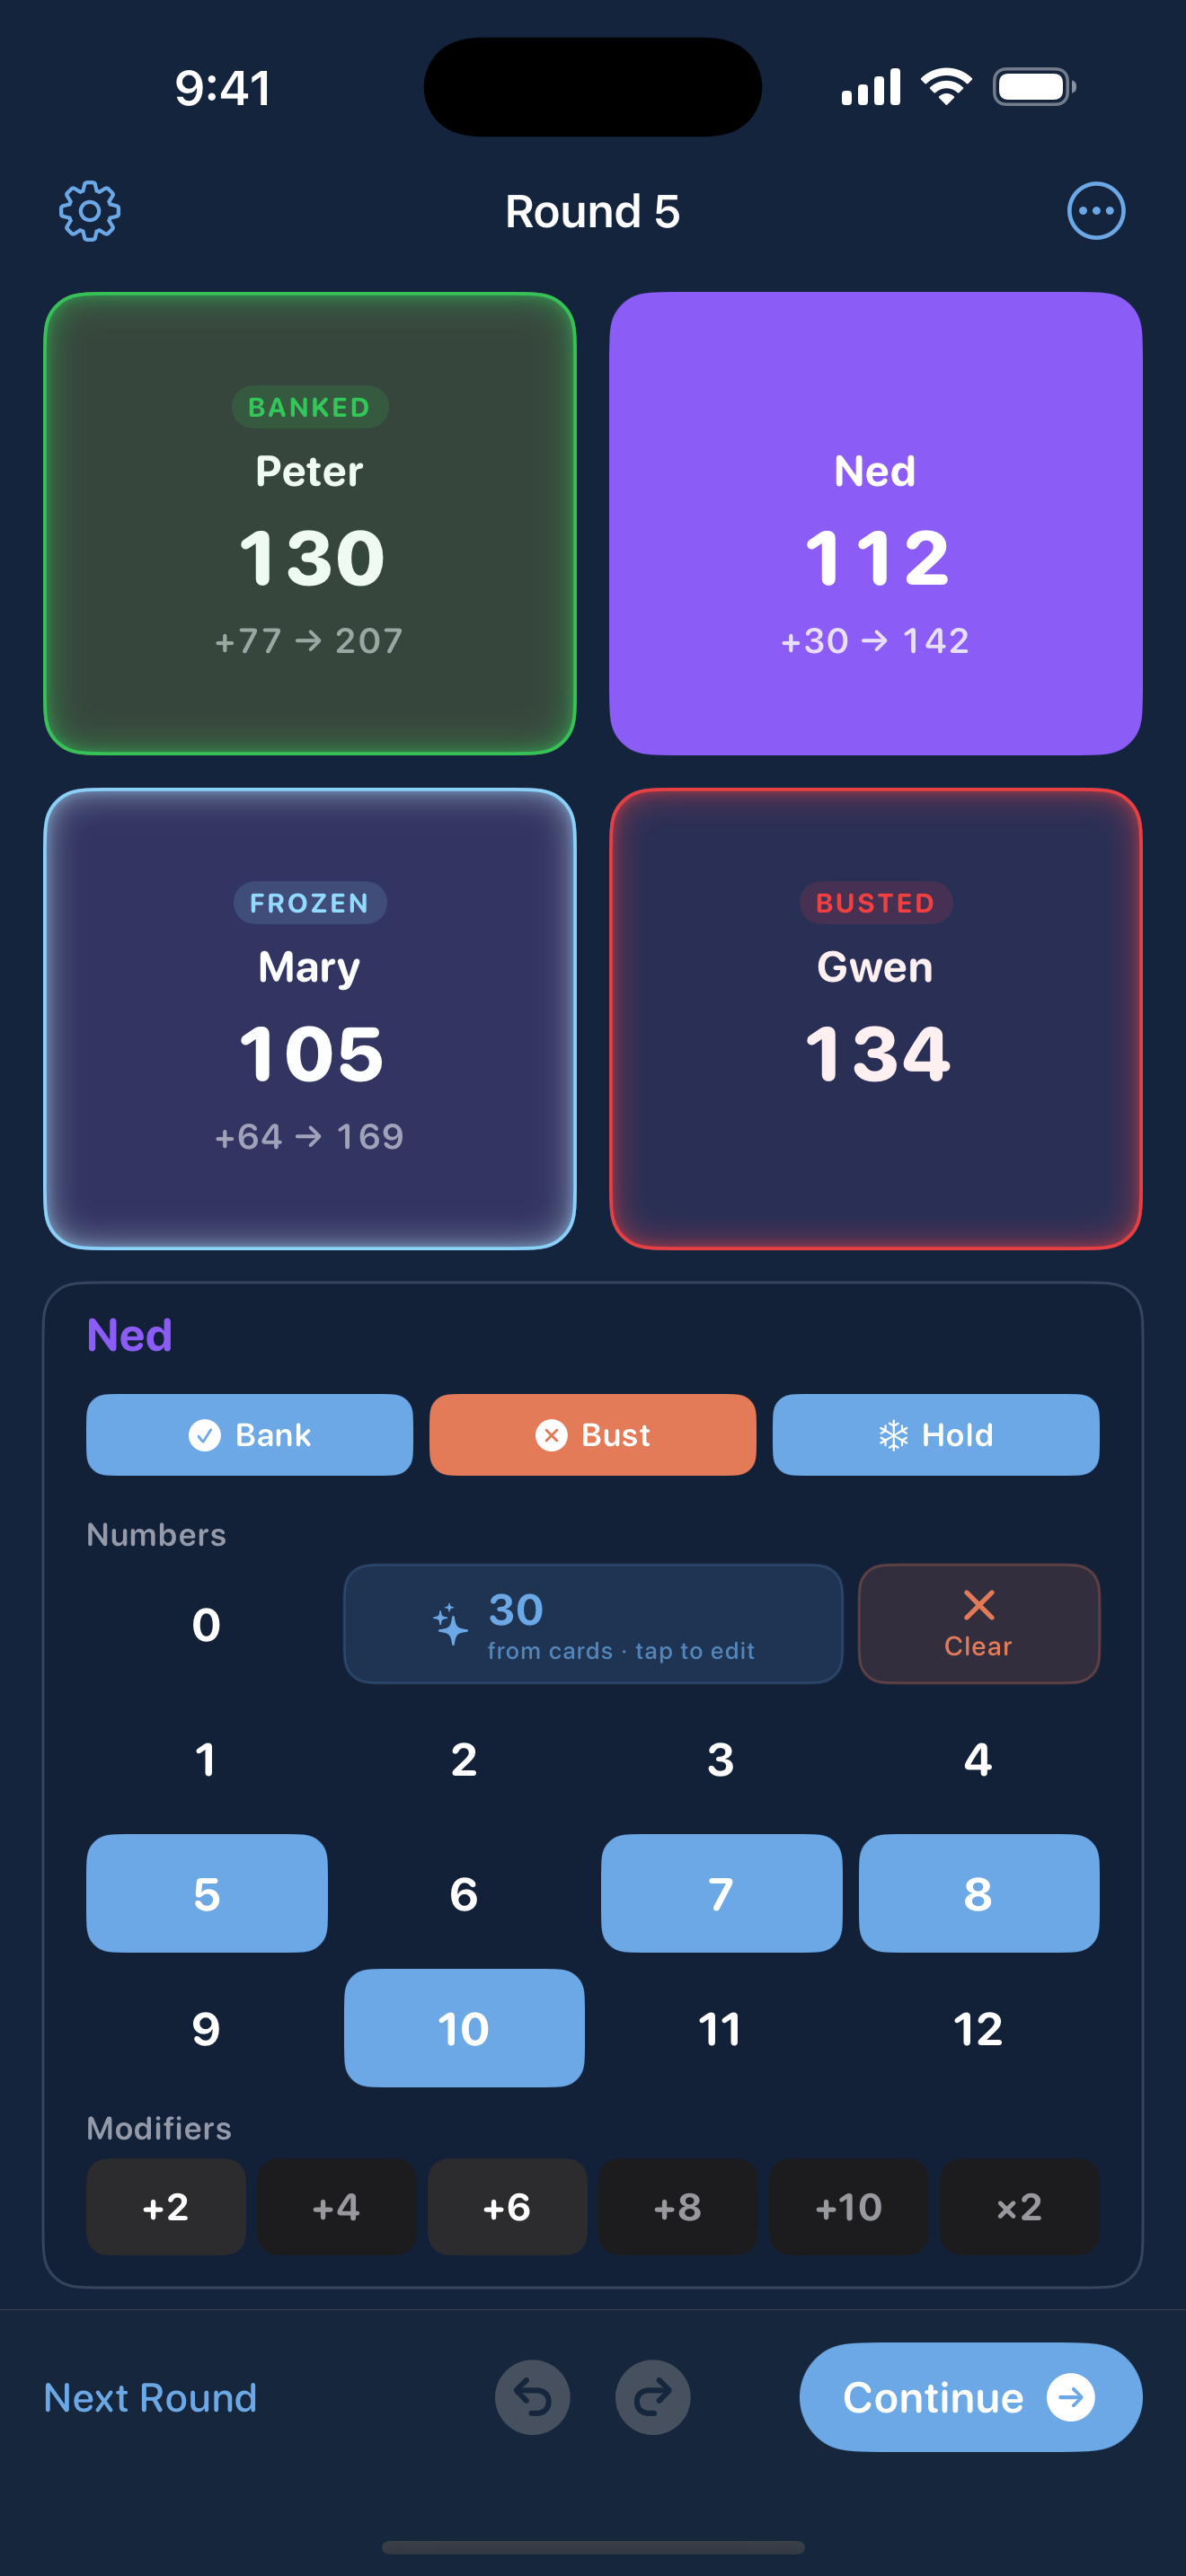 9:41
Round 5
BANKED
Peter
130
+77 → 207
Ned
112
+30 → 142
FROZEN
Mary
105
+64 → 169
BUSTED
Gwen
134
Ned
Bank Bust Hold
Numbers
0
30
from cards · tap to edit
Clear
1 2 3 4
5 6 7 8
9 10 11 12
Modifiers
+2 +4 +6 +8 +10 ×2
Next Round
Continue